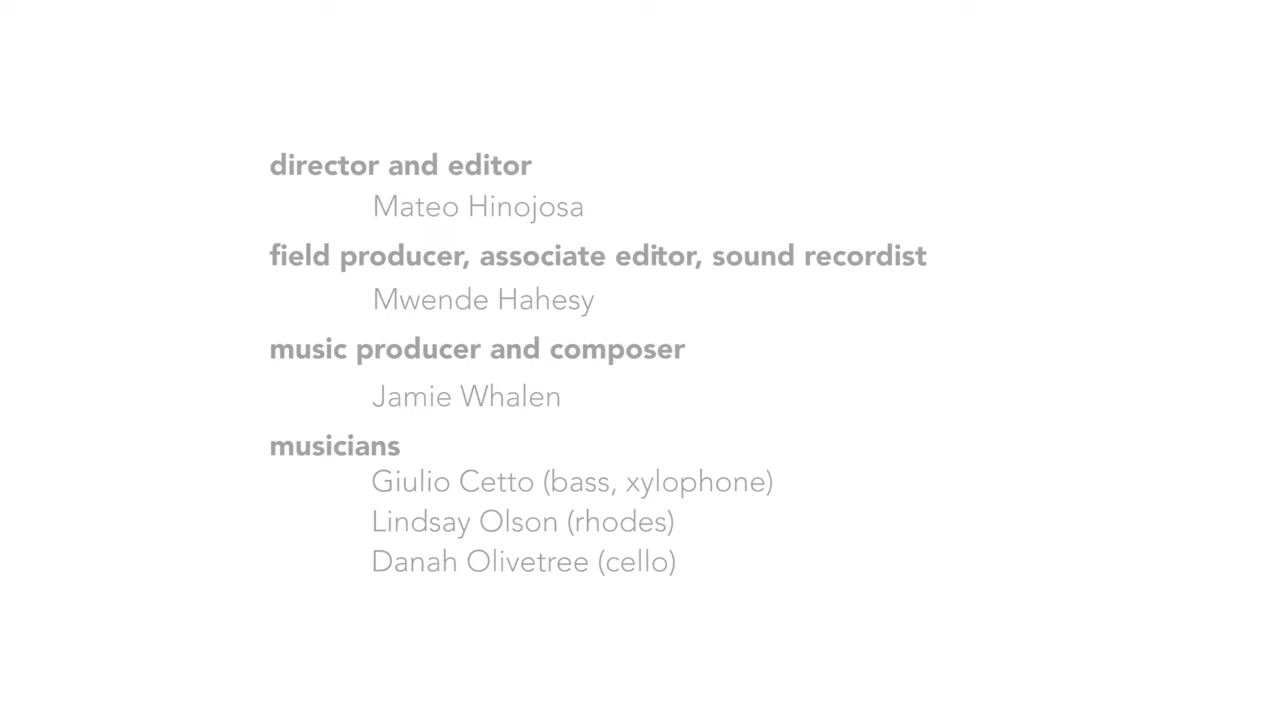 director and editor
Mateo Hinojosa
field producer, associate editor, sound recordist
Mwende Hahesy
music producer and composer
Jamie Whalen
musicians
Giulio Cetto (bass, xylophone)
Lindsay Olson (rhodes)
Danah Olivetree (cello)